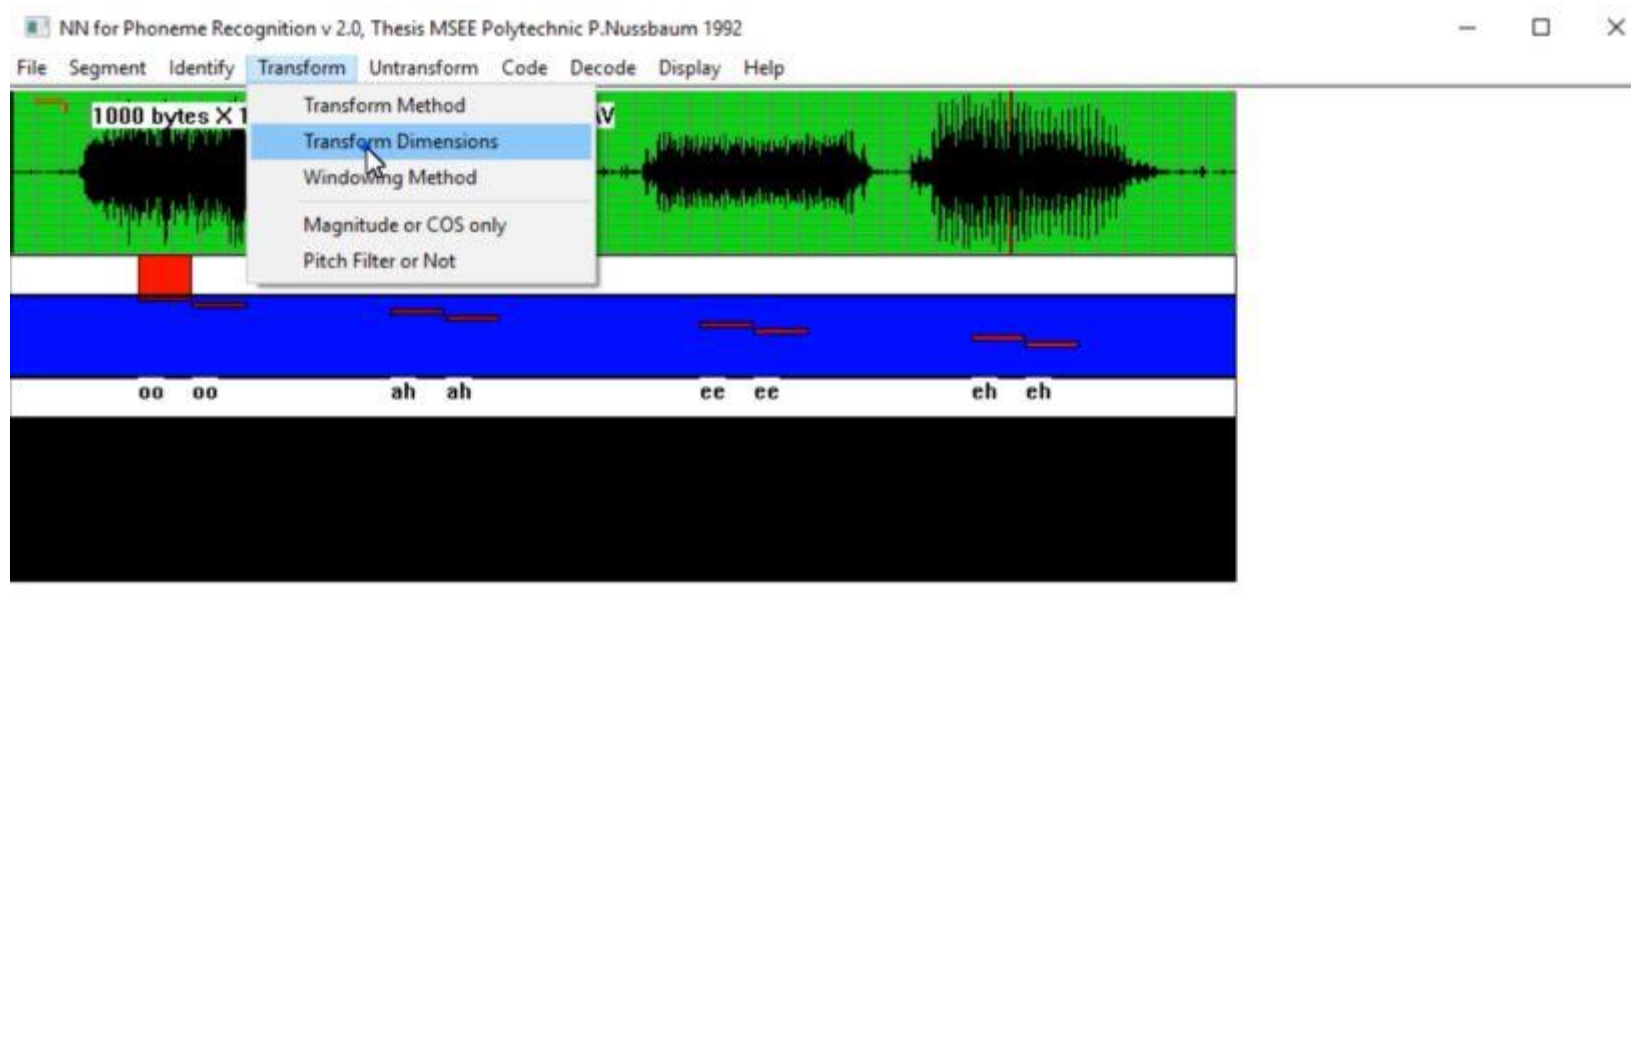 NN for Phoneme Recognition v 2.0, Thesis MSEE Polytechnic P.Nussbaum 1992
File Segment Identify Transform Untransform Code Decode Display Help
Transform Method
1000 bytes X 1 AV
Transform Dimensions
Windowing Method
Magnitude or COS only
Pitch Filter or Not
oo oo ah ah ee ee eh eh